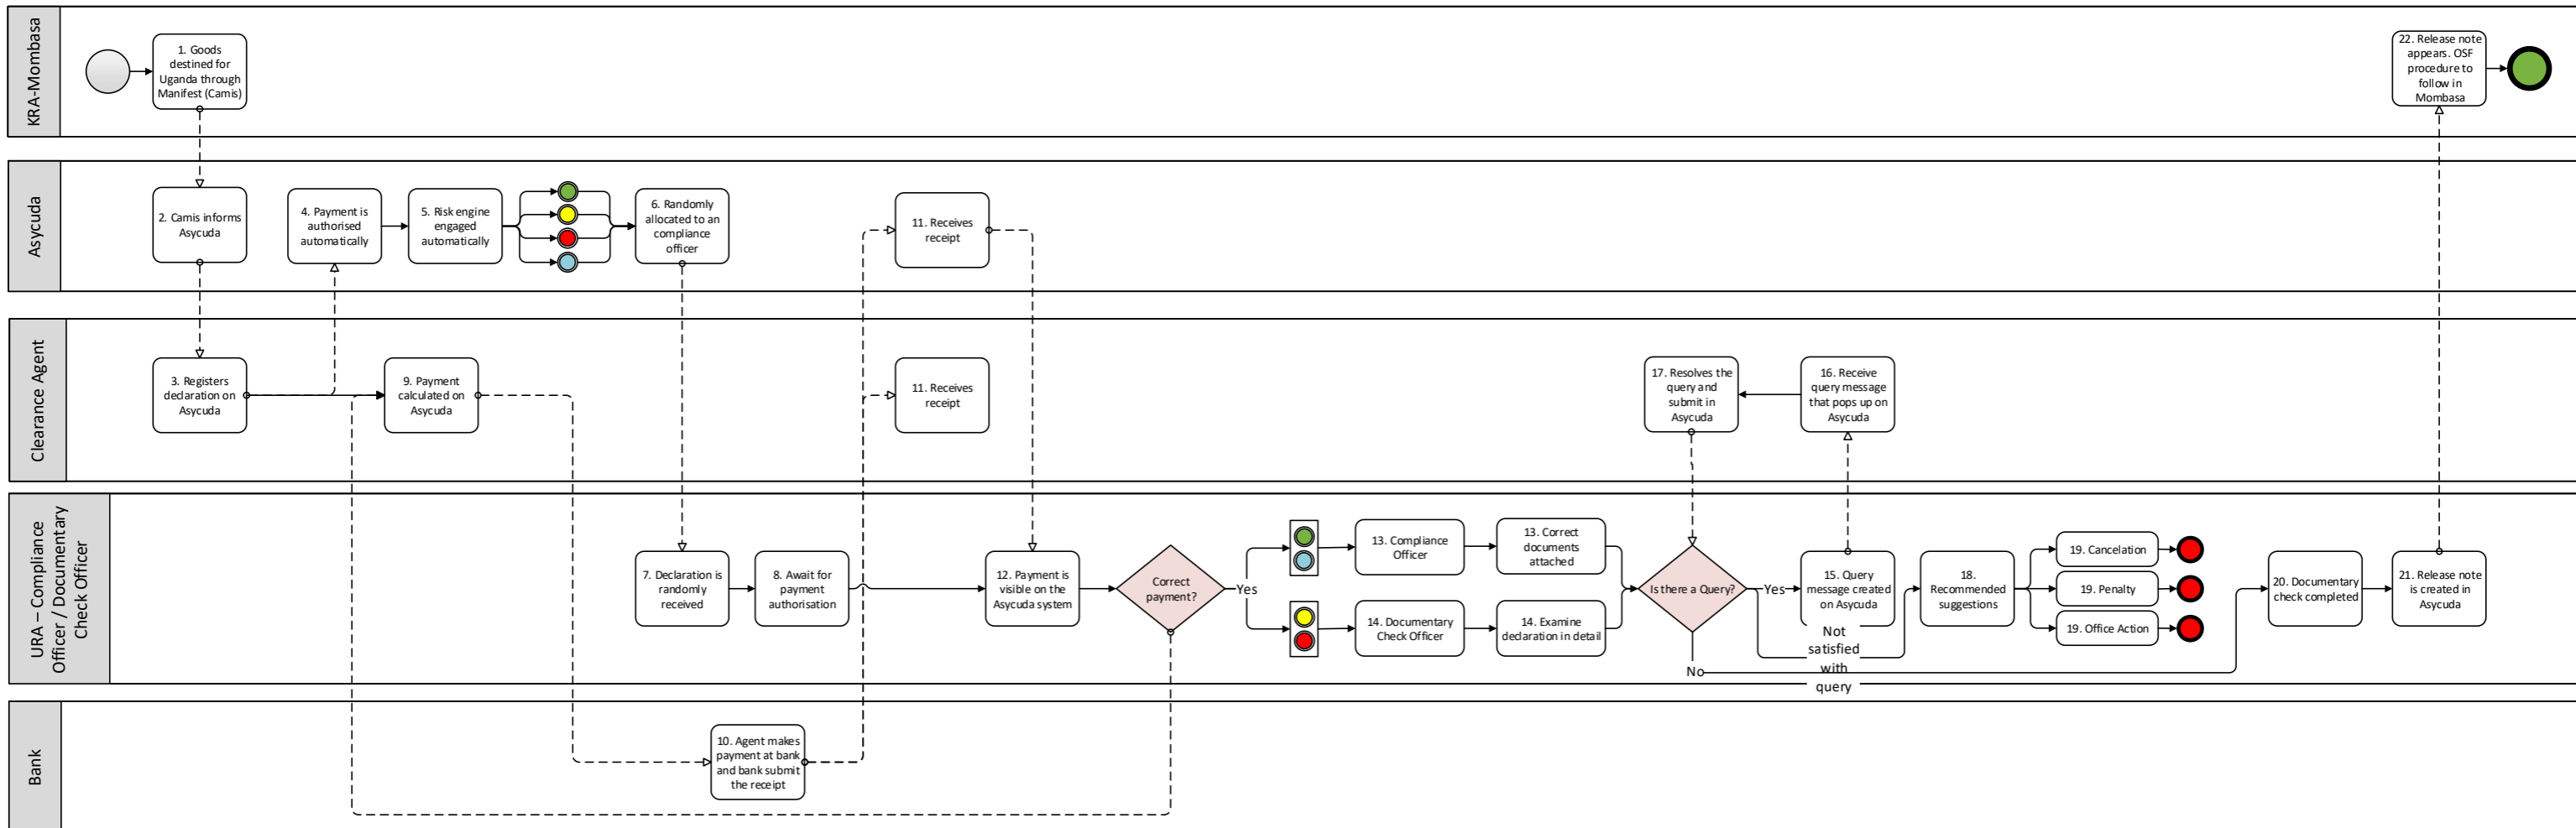 KRA-Mombasa
1. Goods
destined for
Uganda through
Manifest (Camis)
22. Release note
appears. OSF
procedure to
follow in
Mombasa
Asycuda
2. Camis informs
Asycuda
4. Payment is
authorised
automatically
5. Risk engine
engaged
automatically
6. Randomly
allocated to an
compliance
officer
11. Receives
receipt
Clearance Agent
3. Registers
declaration on
Asycuda
9. Payment
calculated on
Asycuda
11. Receives
receipt
17. Resolves the
query and
submit in
Asycuda
16. Receive
query message
that pops up on
Asycuda
URA – Compliance
Officer / Documentary
Check Officer
7. Declaration is
randomly
received
8. Await for
payment
authorisation
12. Payment is
visible on the
Asycuda system
Correct
payment?
Yes
13. Compliance
Officer
13. Correct
documents
attached
14. Documentary
Check Officer
14. Examine
declaration in detail
Is there a Query?
Yes
No
15. Query
message created
on Asycuda
Not
satisfied
with
query
18.
Recommended
suggestions
19. Cancelation
19. Penalty
19. Office Action
20. Documentary
check completed
21. Release note
is created in
Asycuda
Bank
10. Agent makes
payment at bank
and bank submit
the receipt